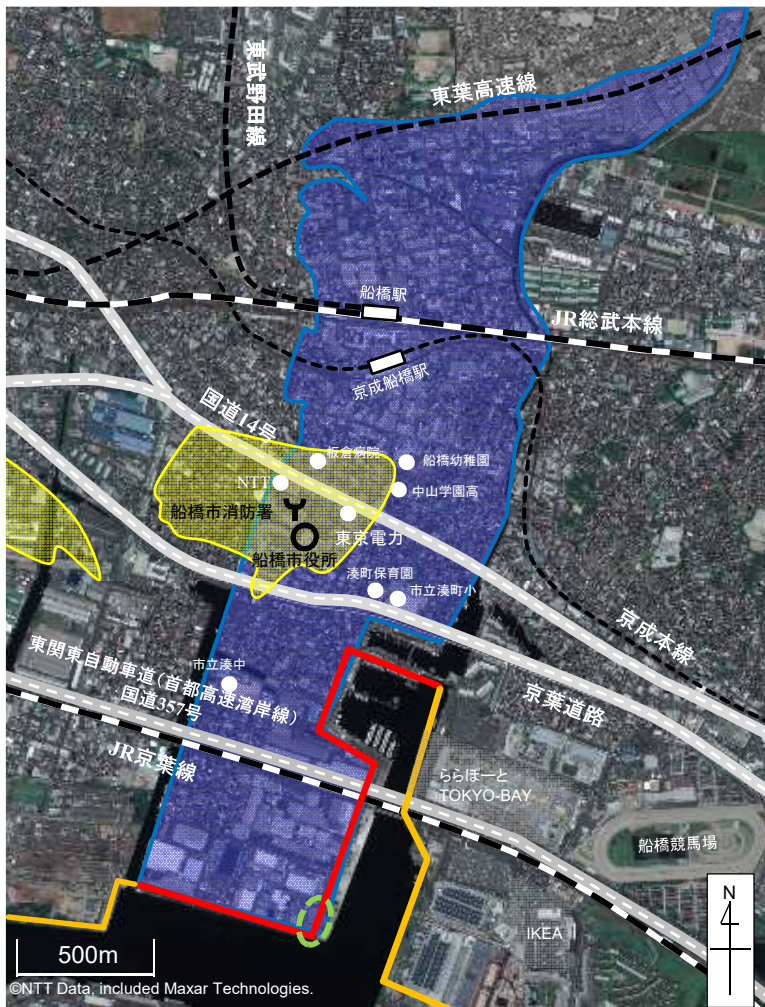 東武野田線
東葉高速線
船橋駅
JR総武本線
京成船橋駅
国道14号
板倉病院
船橋幼稚園
NTT
中山学園高
船橋市消防署
東京電力
船橋市役所
湊町保育園
市立湊町小
京成本線
市立湊中
東関東自動車道(首都高速湾岸線)
国道357号
京葉道路
JR京葉線
ららぽーと
TOKYO-BAY
船橋競馬場
N
IKEA
500m
©NTT Data, included Maxar Technologies.